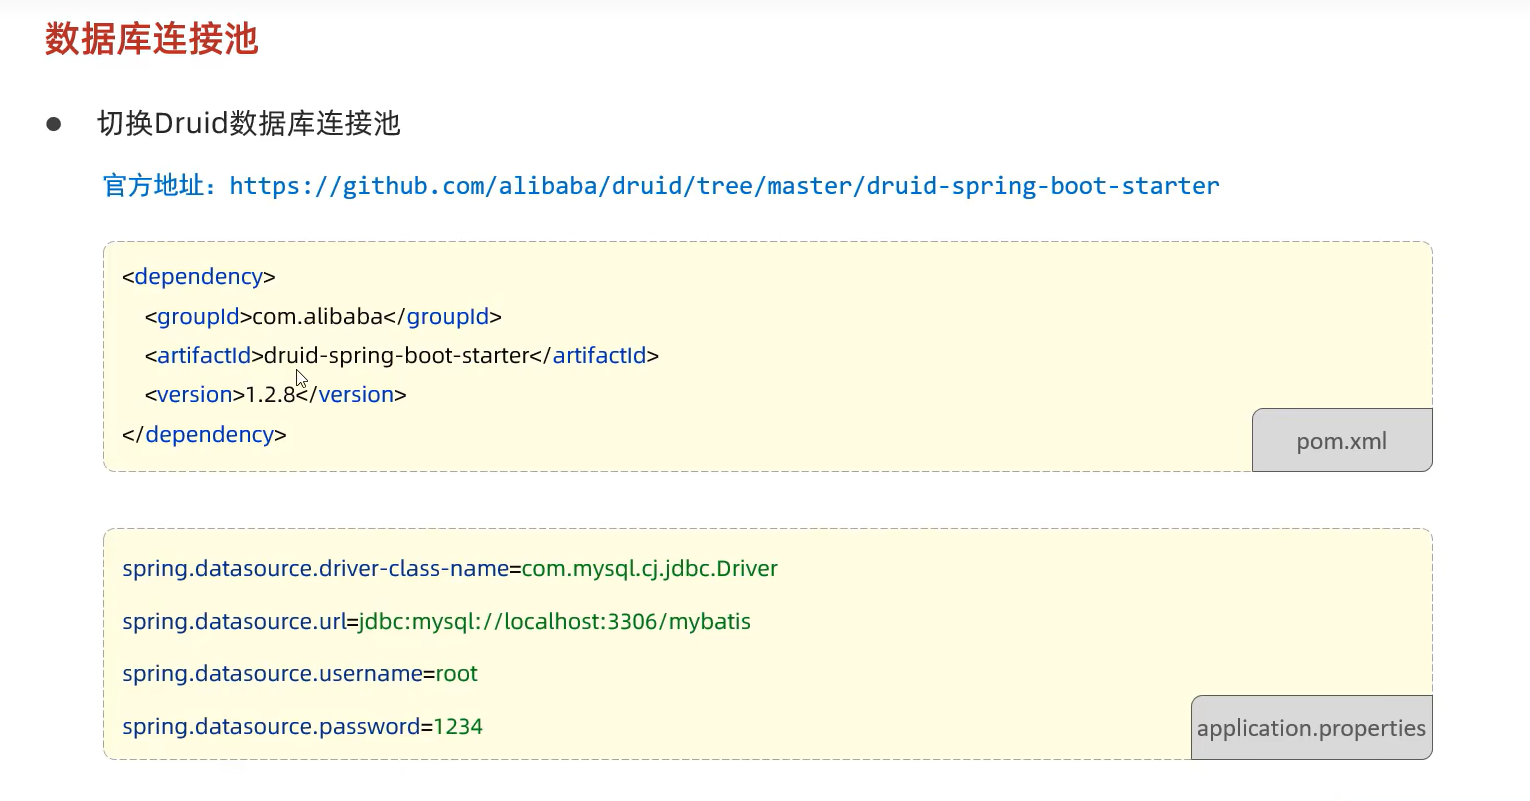 数据库连接池
● 切换Druid数据库连接池
官方地址：https://github.com/alibaba/druid/tree/master/druid-spring-boot-starter
<dependency>
<groupId>com.alibaba</groupId>
<artifactId>druid-spring-boot-starter</artifactId>
<version>1.2.8</version>
</dependency>
pom.xml
spring.datasource.driver-class-name=com.mysql.cj.jdbc.Driver
spring.datasource.url=jdbc:mysql://localhost:3306/mybatis
spring.datasource.username=root
spring.datasource.password=1234
application.properties